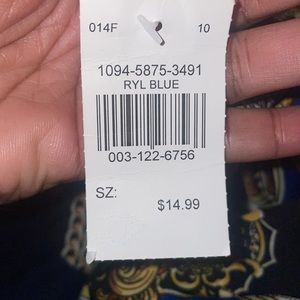 014F 10
1094-5875-3491
RYL BLUE
003-122-6756
SZ:
$14.99